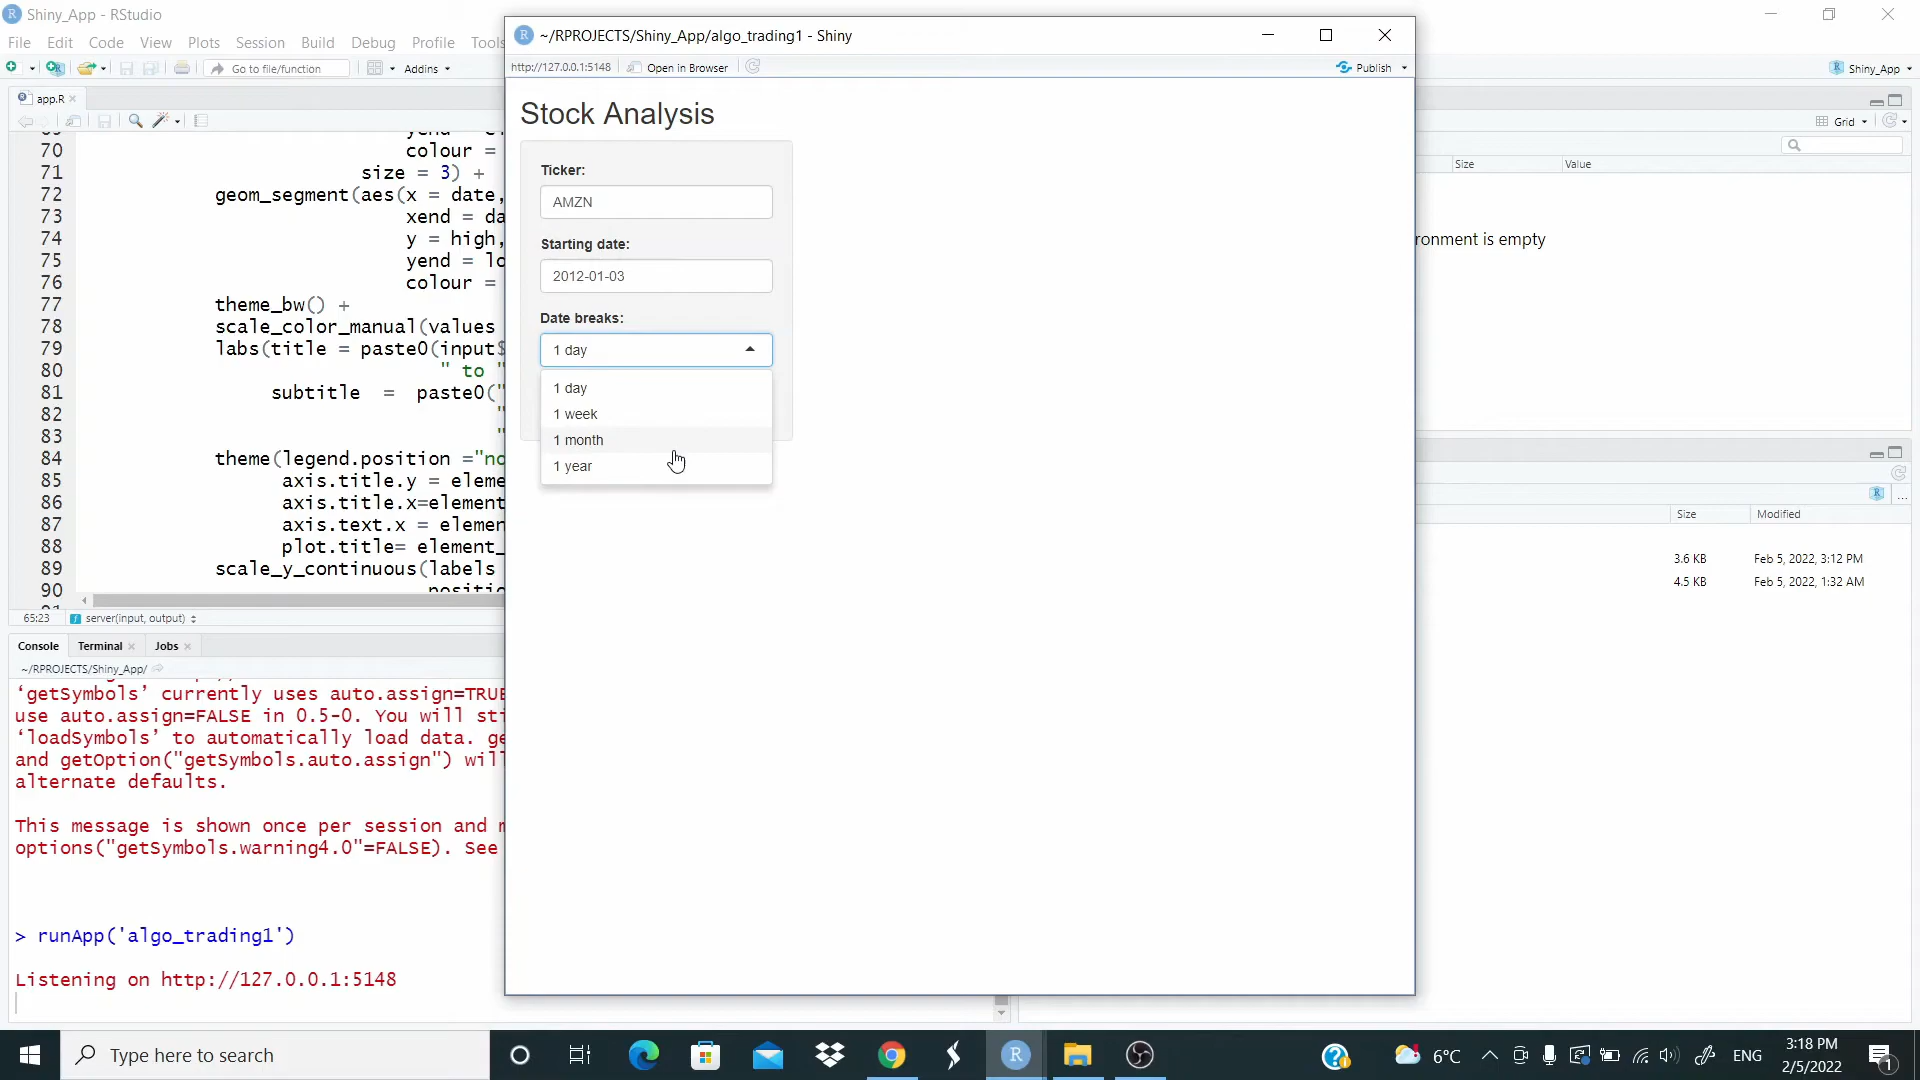 Shiny_App - RStudio
File Edit Code View Plots Session Build Debug Profile Tools
Go to file/function Addins
Shiny_App
app.R
70 colour =
71 size = 3) +
72 geom_segment(aes(x = date,
73 xend = da
74 y = high,
75 yend = lo
76 colour =
77 theme_bw() +
78 scale_color_manual(values
79 labs(title = paste0(input$
80 " to "
81 subtitle = paste0("
82 "
83 "
84 theme(legend.position ="no
85 axis.title.y = eleme
86 axis.title.x=element
87 axis.text.x = elemen
88 plot.title= element_
89 scale_y_continuous(labels
90 positio
65:23 server(input, output)
Console Terminal Jobs
~/RPROJECTS/Shiny_App/
‘getSymbols’ currently uses auto.assign=TRUE
use auto.assign=FALSE in 0.5-0. You will sti
‘loadSymbols’ to automatically load data. ge
and getOption("getSymbols.auto.assign") wil
alternate defaults.
This message is shown once per session and m
options("getSymbols.warning4.0"=FALSE). See
> runApp('algo_trading1')
Listening on http://127.0.0.1:5148
~/RPROJECTS/Shiny_App/algo_trading1 - Shiny
http://127.0.0.1:5148 Open in Browser Publish
Stock Analysis
Ticker:
AMZN
Starting date:
2012-01-03
Date breaks:
1 day
1 day
1 week
1 month
1 year
Grid
Size Value
ronment is empty
Size Modified
3.6 KB Feb 5, 2022, 3:12 PM
4.5 KB Feb 5, 2022, 1:32 AM
Type here to search
6°C ENG 3:18 PM
2/5/2022
1